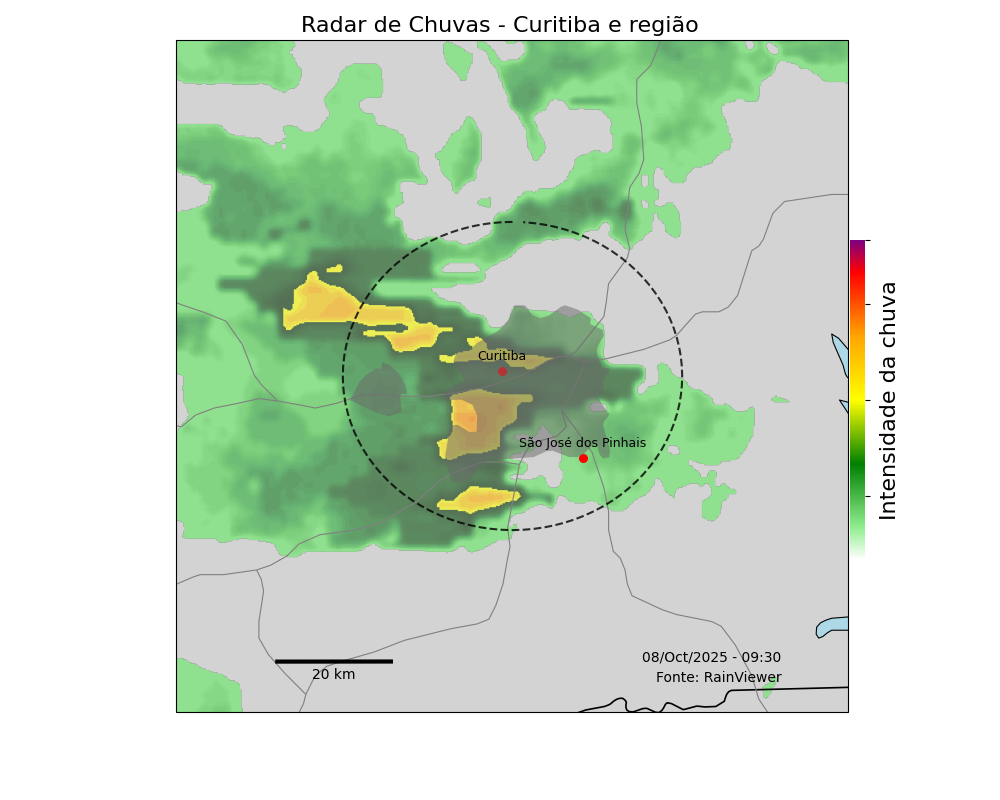 Radar de Chuvas - Curitiba e região
Curitiba
São José dos Pinhais
Intensidade da chuva
20 km
08/Oct/2025 - 09:30
Fonte: RainViewer